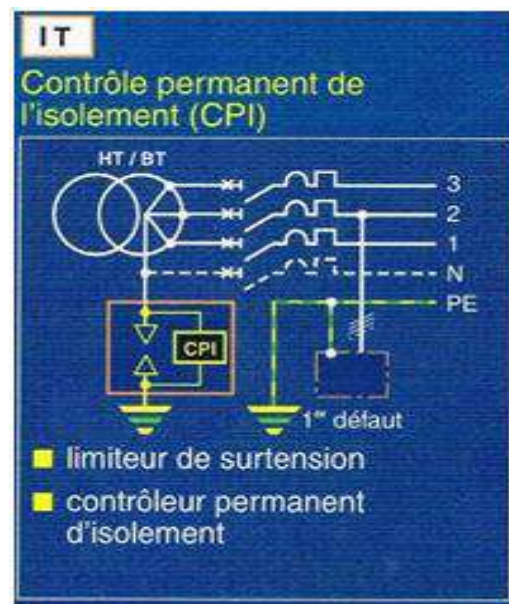 IT
Contrôle permanent de
l'isolement (CPI)
HT / BT
3
2
1
N
PE
CPI
1er défaut
limiteur de surtension
contrôleur permanent
d'isolement